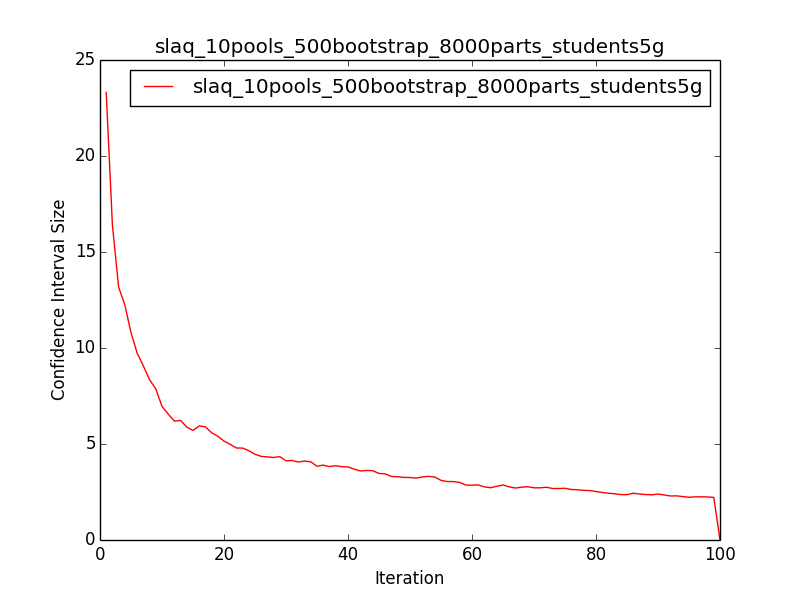 slaq_10pools_500bootstrap_8000parts_students5g
slaq_10pools_500bootstrap_8000parts_students5g
25
20
15
10
5
0
Confidence Interval Size
0 20 40 60 80 100
Iteration